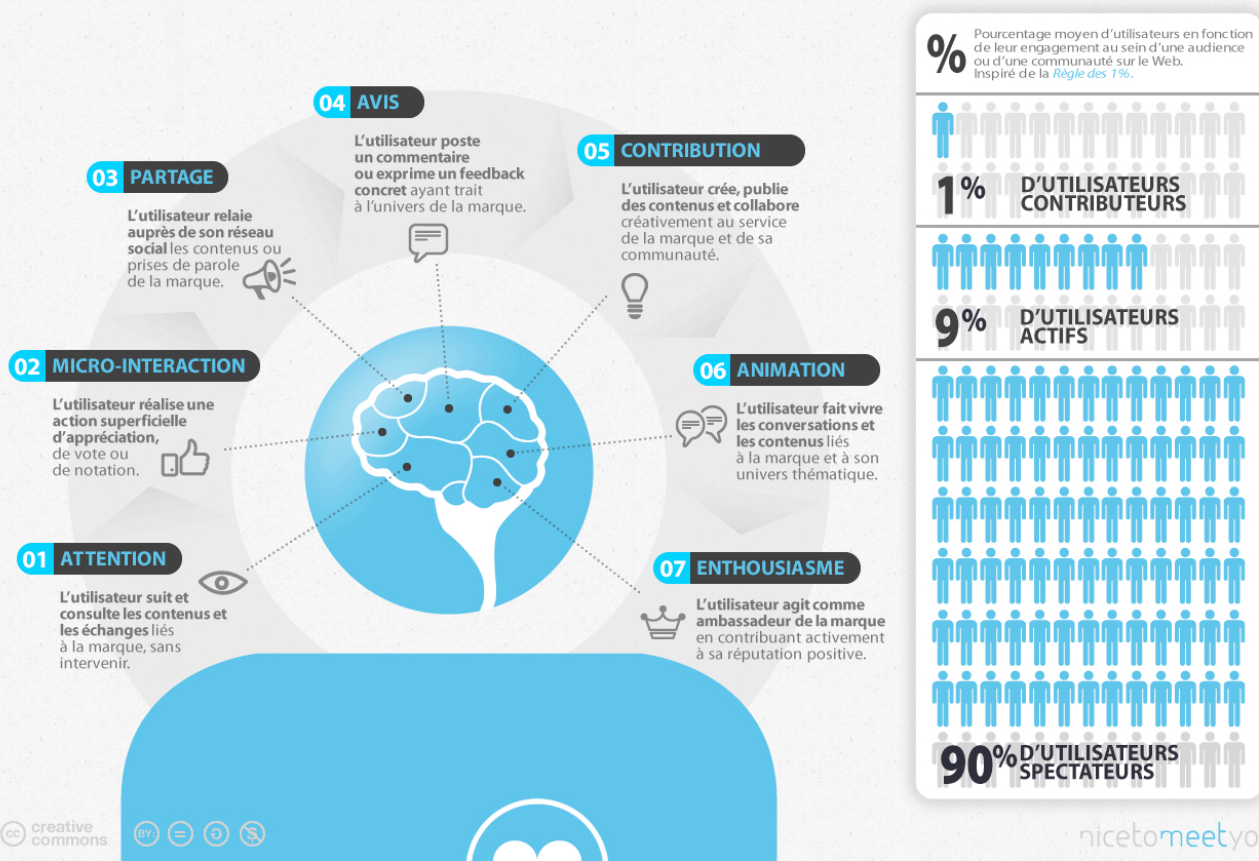 04 AVIS
L'utilisateur poste
un commentaire
ou exprime un feedback
concret ayant trait
à l'univers de la marque.
03 PARTAGE
L'utilisateur relaie
auprès de son réseau
social les contenus ou
prises de parole
de la marque.
05 CONTRIBUTION
L'utilisateur crée, publie
des contenus et collabore
créativement au service
de la marque et de sa
communauté.
02 MICRO-INTERACTION
L'utilisateur réalise une
action superficielle
d'appréciation,
de vote ou
de notation.
06 ANIMATION
L'utilisateur fait vivre
les conversations et
les contenus liés
à la marque et à son
univers thématique.
01 ATTENTION
L'utilisateur suit et
consulte les contenus et
les échanges liés
à la marque, sans
intervenir.
07 ENTHOUSIASME
L'utilisateur agit comme
ambassadeur de la marque
en contribuant activement
à sa réputation positive.
%
Pourcentage moyen d'utilisateurs en fonction
de leur engagement au sein d'une audience
ou d'une communauté sur le Web.
Inspiré de la Règle des 1%.
1% D'UTILISATEURS
CONTRIBUTEURS
9% D'UTILISATEURS
ACTIFS
90% D'UTILISATEURS
SPECTATEURS
cc creative
commons
BY:
nicetomeetyo